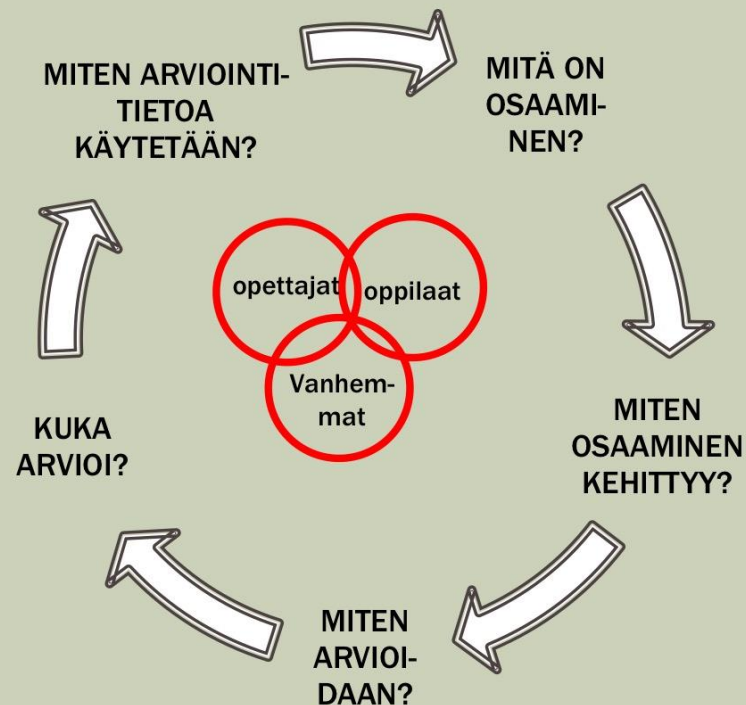 MITEN ARVIOINTI-
TIETOA
KÄYTETÄÄN?
MITÄ ON
OSAAMI-
NEN?
opettajat
oppilaat
Vanhem-
mat
KUKA
ARVIOI?
MITEN
OSAAMINEN
KEHITTYY?
MITEN
ARVIOI-
DAAN?